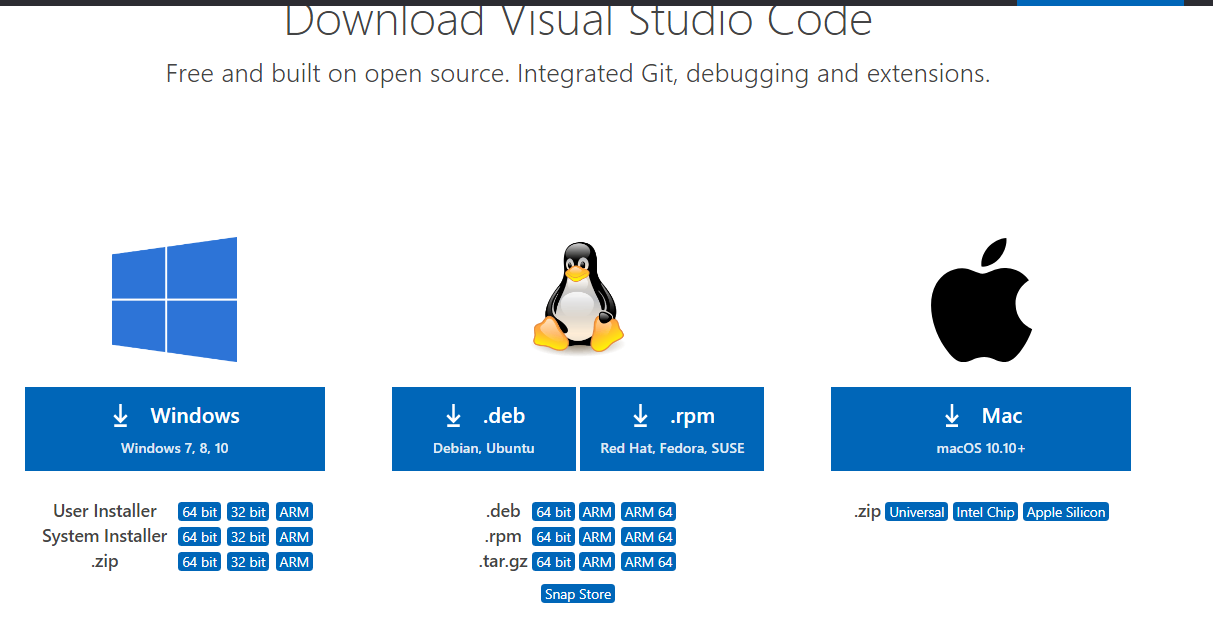 Download Visual Studio Code
Free and built on open source. Integrated Git, debugging and extensions.
Windows
Windows 7, 8, 10
User Installer 64 bit 32 bit ARM
System Installer 64 bit 32 bit ARM
.zip 64 bit 32 bit ARM
.deb
Debian, Ubuntu
.rpm
Red Hat, Fedora, SUSE
.deb 64 bit ARM ARM 64
.rpm 64 bit ARM ARM 64
.tar.gz 64 bit ARM ARM 64
Snap Store
Mac
macOS 10.10+
.zip Universal Intel Chip Apple Silicon